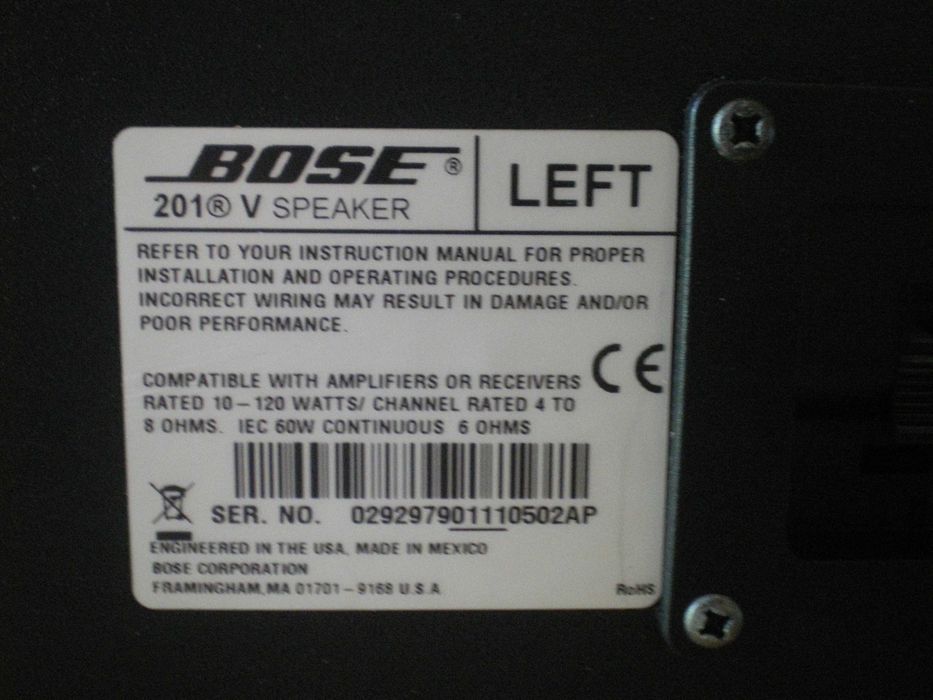 BOSE®
201® V SPEAKER
LEFT
REFER TO YOUR INSTRUCTION MANUAL FOR PROPER
INSTALLATION AND OPERATING PROCEDURES.
INCORRECT WIRING MAY RESULT IN DAMAGE AND/OR
POOR PERFORMANCE.
CE
COMPATIBLE WITH AMPLIFIERS OR RECEIVERS
RATED 10–120 WATTS/ CHANNEL RATED 4 TO
8 OHMS. IEC 60W CONTINUOUS 6 OHMS
SER. NO. 029297901110502AP
ENGINEERED IN THE USA, MADE IN MEXICO
BOSE CORPORATION
FRAMINGHAM, MA 01701–9168 U.S.A
RoHS